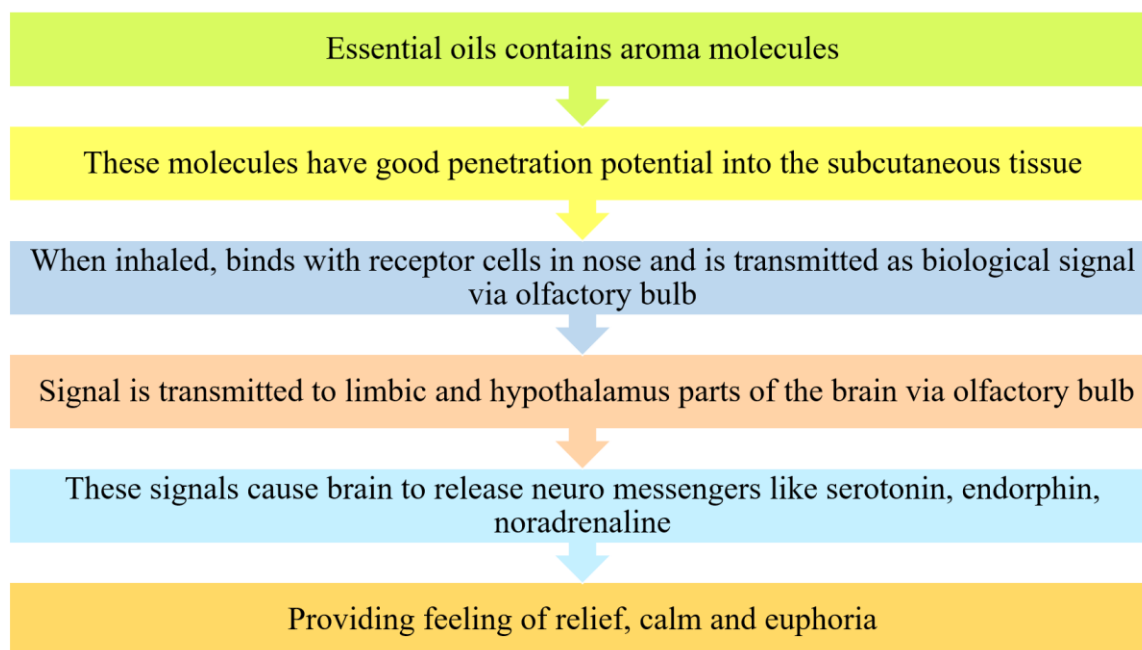 Essential oils contains aroma molecules
These molecules have good penetration potential into the subcutaneous tissue
When inhaled, binds with receptor cells in nose and is transmitted as biological signal
via olfactory bulb
Signal is transmitted to limbic and hypothalamus parts of the brain via olfactory bulb
These signals cause brain to release neuro messengers like serotonin, endorphin,
noradrenaline
Providing feeling of relief, calm and euphoria